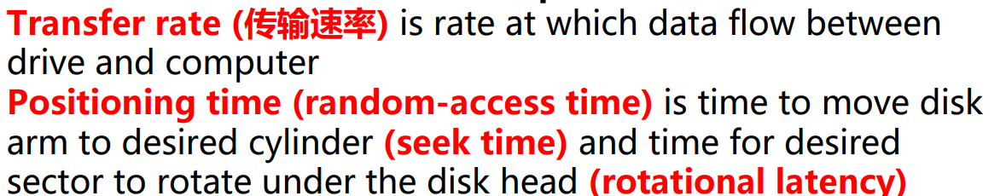 Transfer rate (传输速率) is rate at which data flow between
drive and computer
Positioning time (random-access time) is time to move disk
arm to desired cylinder (seek time) and time for desired
sector to rotate under the disk head (rotational latency)